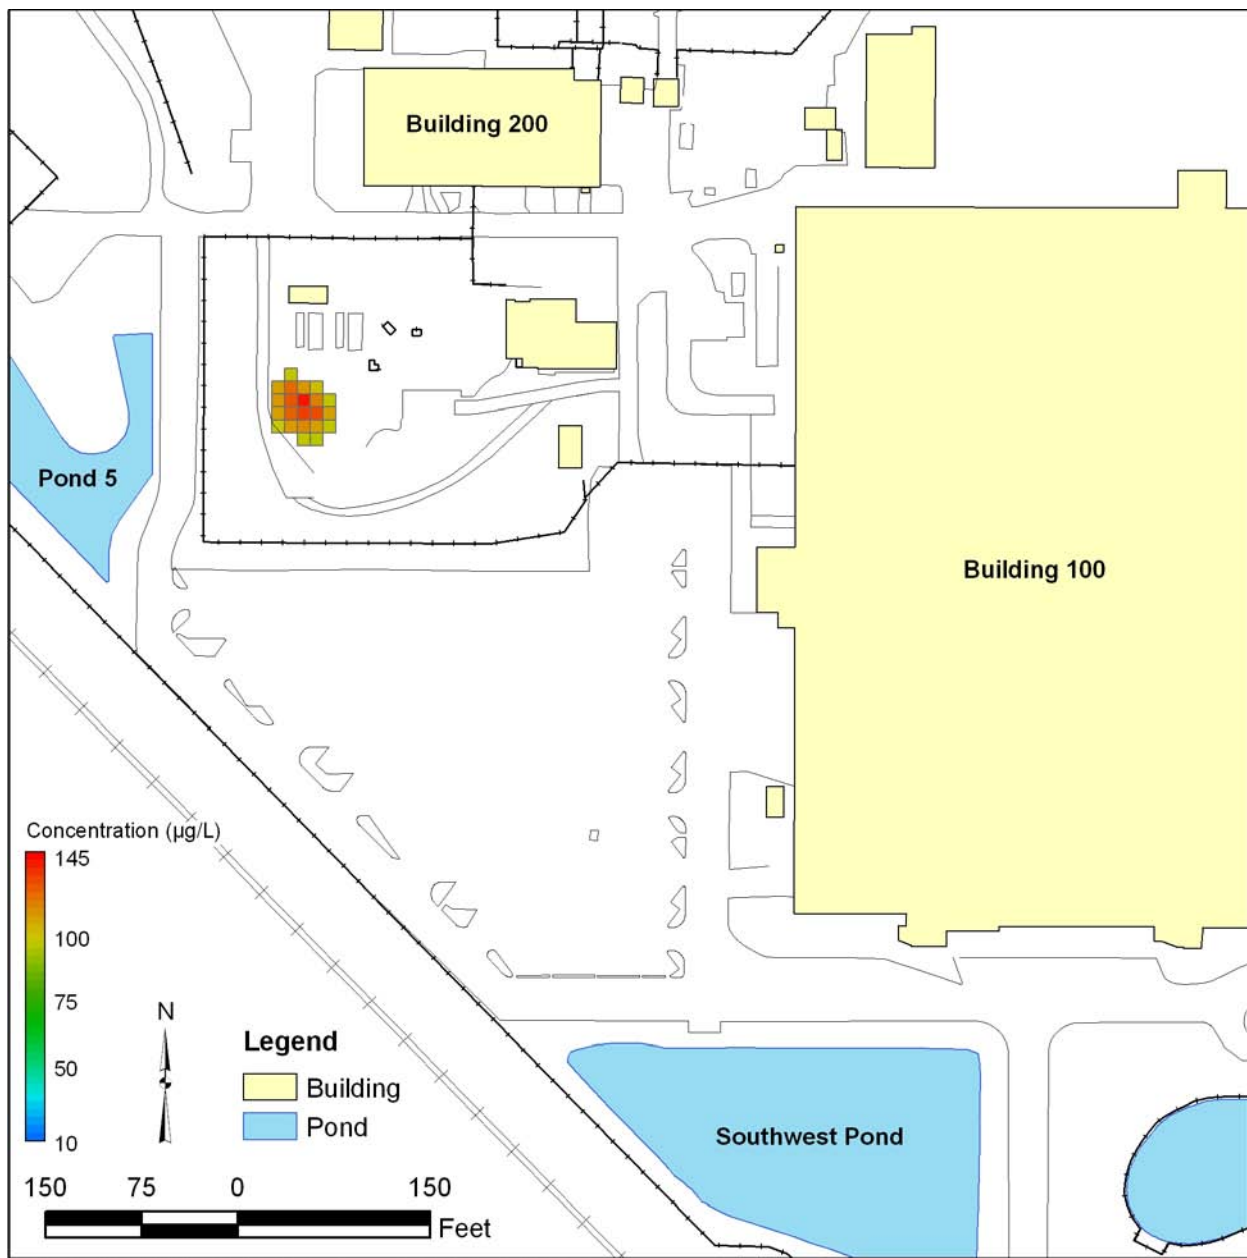 Building 200
Pond 5
Building 100
Concentration (µg/L)
145
100
75
50
10
N
Legend
Building
Pond
Southwest Pond
150 75 0 150
Feet